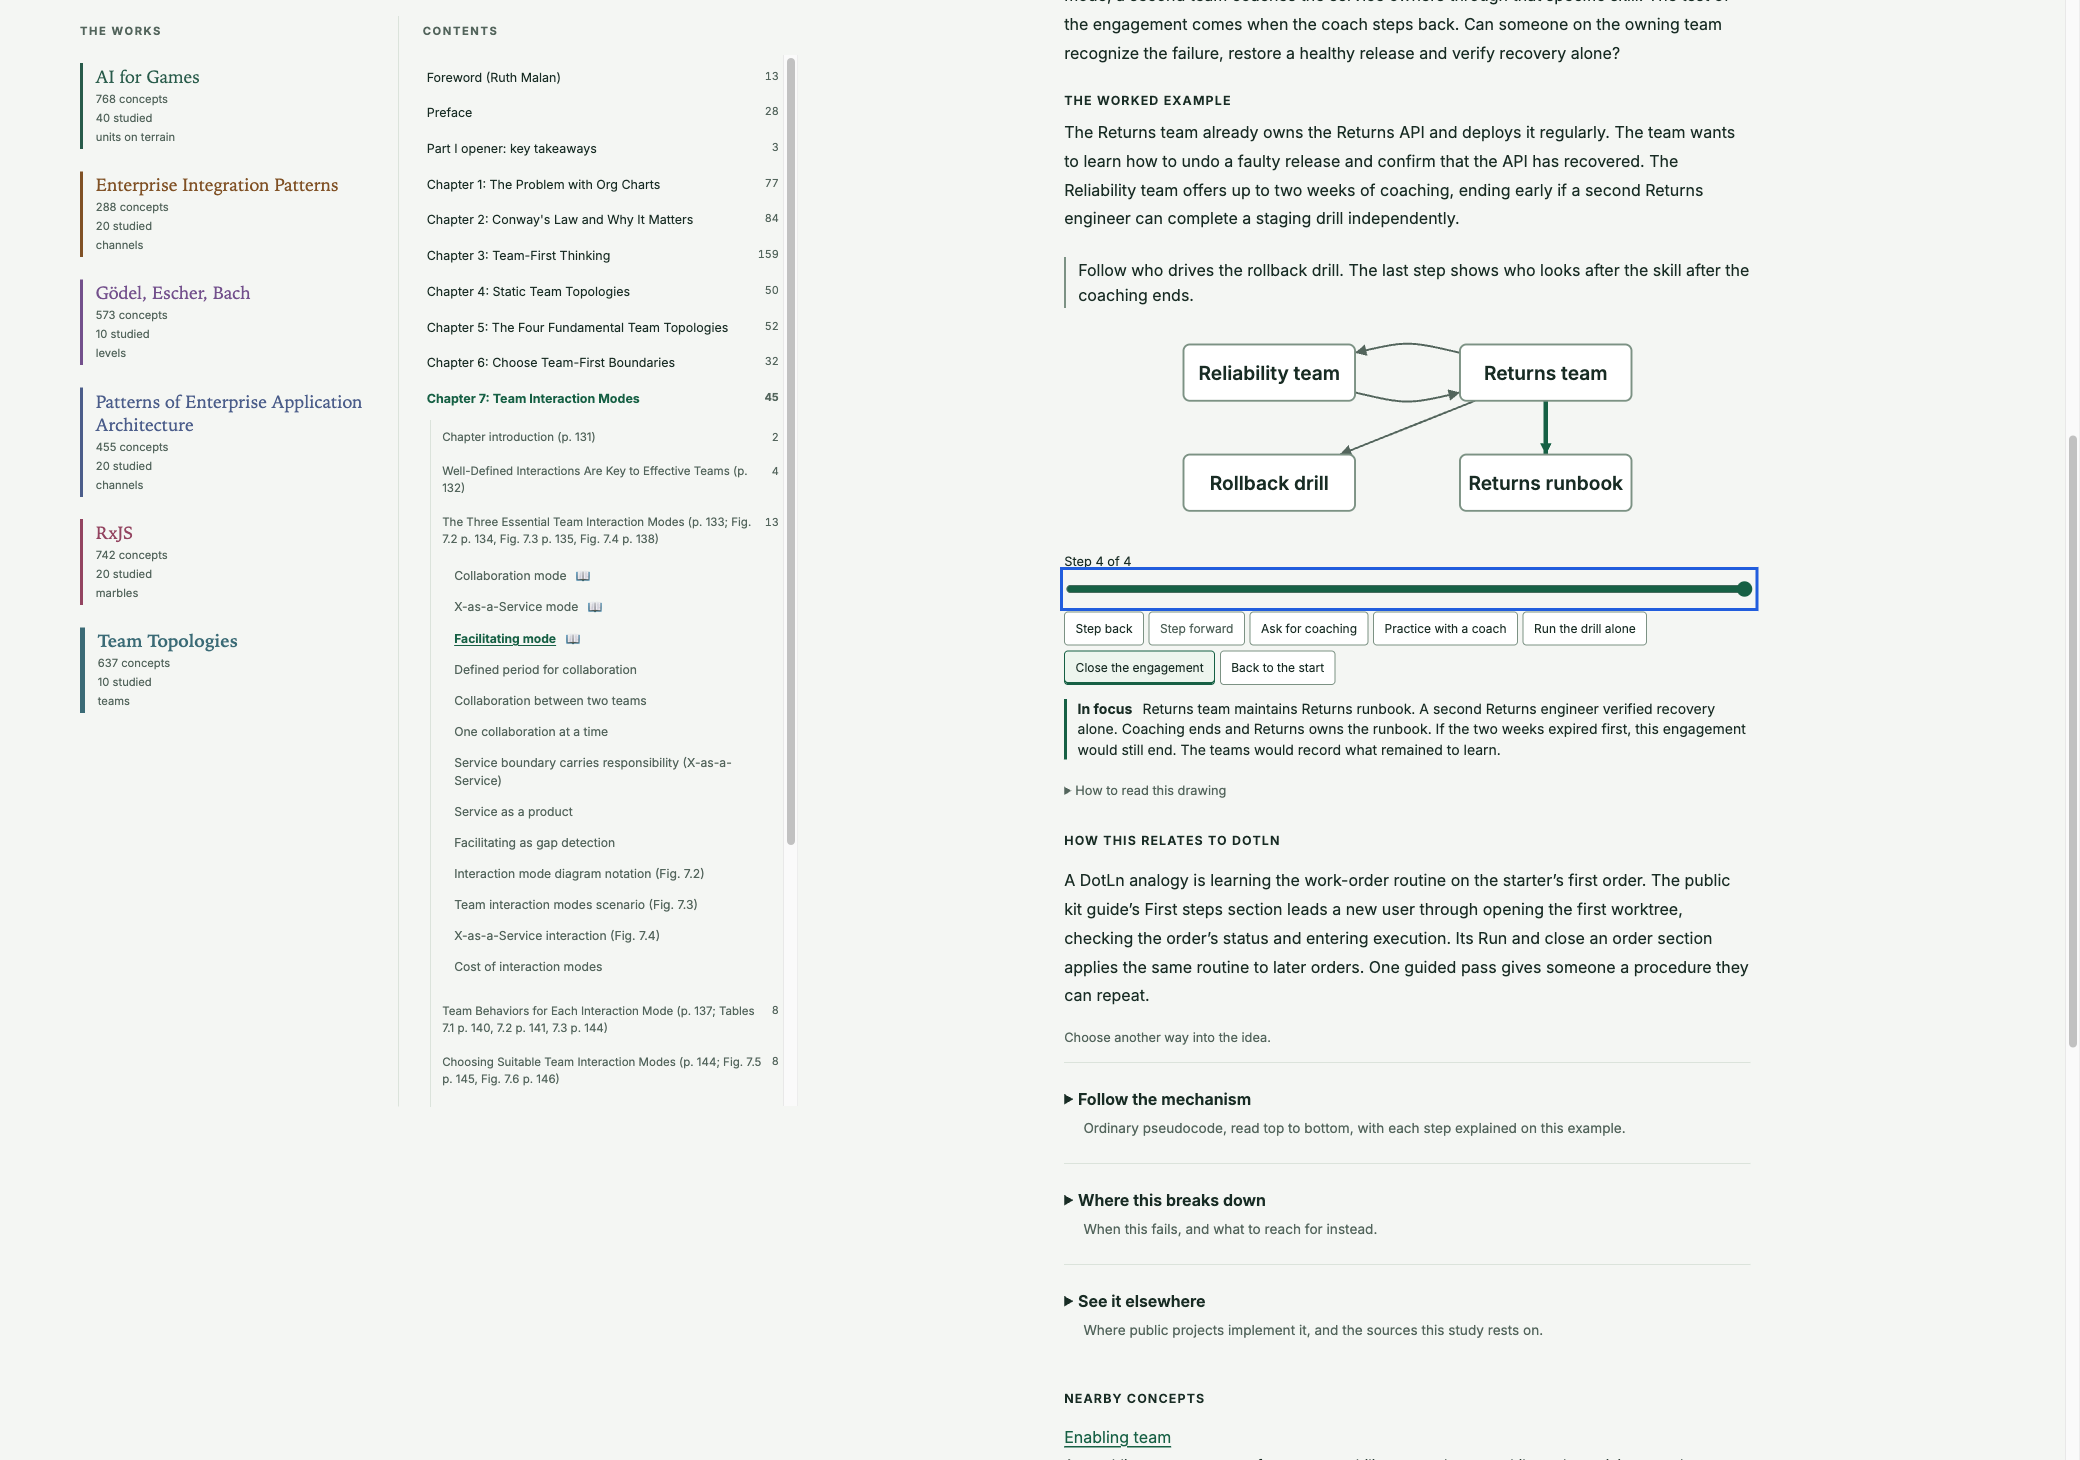 THE WORKS
AI for Games
768 concepts
40 studied
units on terrain
Enterprise Integration Patterns
288 concepts
20 studied
channels
Gödel, Escher, Bach
573 concepts
10 studied
levels
Patterns of Enterprise Application
Architecture
455 concepts
20 studied
channels
RxJS
742 concepts
20 studied
marbles
Team Topologies
637 concepts
10 studied
teams
CONTENTS
Foreword (Ruth Malan) 13
Preface 28
Part I opener: key takeaways 3
Chapter 1: The Problem with Org Charts 77
Chapter 2: Conway's Law and Why It Matters 84
Chapter 3: Team-First Thinking 159
Chapter 4: Static Team Topologies 50
Chapter 5: The Four Fundamental Team Topologies 52
Chapter 6: Choose Team-First Boundaries 32
Chapter 7: Team Interaction Modes 45
Chapter introduction (p. 131) 2
Well-Defined Interactions Are Key to Effective Teams (p. 4
132)
The Three Essential Team Interaction Modes (p. 133; Fig. 13
7.2 p. 134, Fig. 7.3 p. 135, Fig. 7.4 p. 138)
Collaboration mode
X-as-a-Service mode
Facilitating mode
Defined period for collaboration
Collaboration between two teams
One collaboration at a time
Service boundary carries responsibility (X-as-a-
Service)
Service as a product
Facilitating as gap detection
Interaction mode diagram notation (Fig. 7.2)
Team interaction modes scenario (Fig. 7.3)
X-as-a-Service interaction (Fig. 7.4)
Cost of interaction modes
Team Behaviors for Each Interaction Mode (p. 137; Tables 8
7.1 p. 140, 7.2 p. 141, 7.3 p. 144)
Choosing Suitable Team Interaction Modes (p. 144; Fig. 7.5 8
p. 145, Fig. 7.6 p. 146)
the engagement comes when the coach steps back. Can someone on the owning team
recognize the failure, restore a healthy release and verify recovery alone?
THE WORKED EXAMPLE
The Returns team already owns the Returns API and deploys it regularly. The team wants
to learn how to undo a faulty release and confirm that the API has recovered. The
Reliability team offers up to two weeks of coaching, ending early if a second Returns
engineer can complete a staging drill independently.
Follow who drives the rollback drill. The last step shows who looks after the skill after the
coaching ends.
Reliability team
Returns team
Rollback drill
Returns runbook
Step 4 of 4
Step back
Step forward
Ask for coaching
Practice with a coach
Run the drill alone
Close the engagement
Back to the start
In focus Returns team maintains Returns runbook. A second Returns engineer verified recovery
alone. Coaching ends and Returns owns the runbook. If the two weeks expired first, this engagement
would still end. The teams would record what remained to learn.
How to read this drawing
HOW THIS RELATES TO DOTLN
A DotLn analogy is learning the work-order routine on the starter’s first order. The public
kit guide’s First steps section leads a new user through opening the first worktree,
checking the order’s status and entering execution. Its Run and close an order section
applies the same routine to later orders. One guided pass gives someone a procedure they
can repeat.
Choose another way into the idea.
Follow the mechanism
Ordinary pseudocode, read top to bottom, with each step explained on this example.
Where this breaks down
When this fails, and what to reach for instead.
See it elsewhere
Where public projects implement it, and the sources this study rests on.
NEARBY CONCEPTS
Enabling team